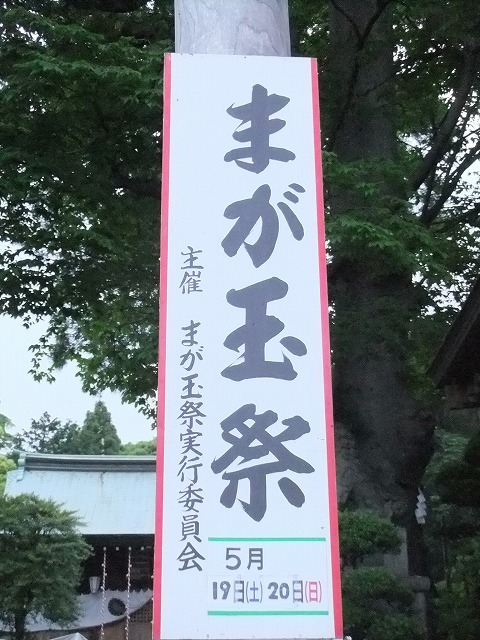 まが玉祭
主催　まが玉祭実行委員会
5月
19日(土) 20日(日)